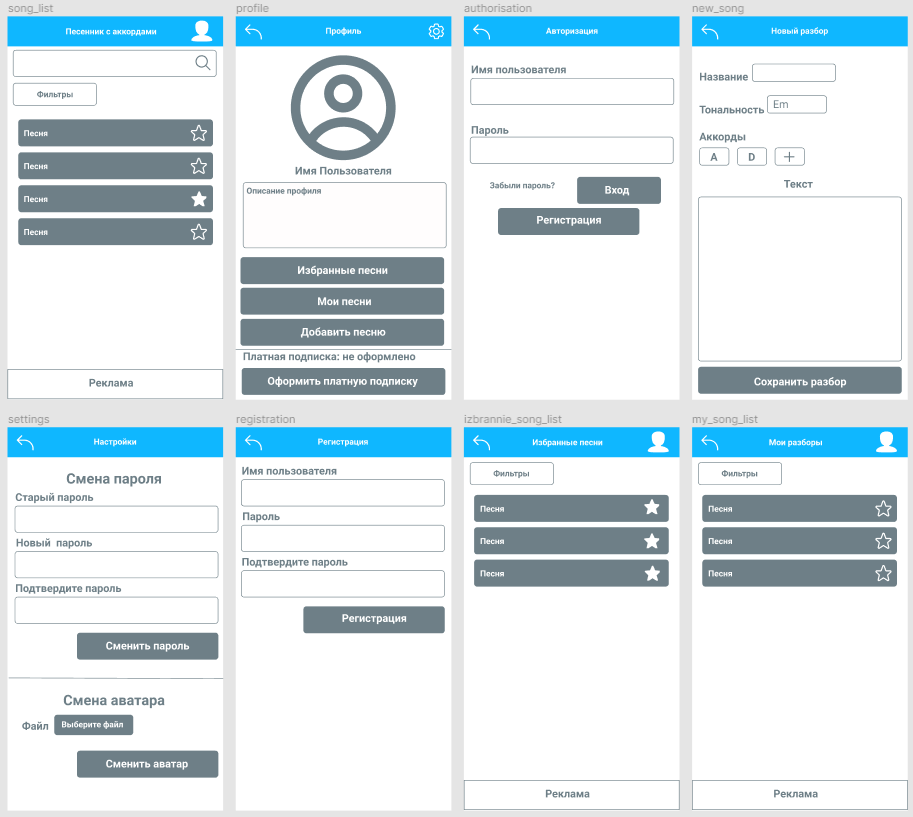 song_list
Песенник с аккордами
Фильтры
Песня
Песня
Песня
Песня
Реклама
profile
Профиль
Имя Пользователя
Описание профиля
Избранные песни
Мои песни
Добавить песню
Платная подписка: не оформлено
Оформить платную подписку
authorisation
Авторизация
Имя пользователя
Пароль
Забыли пароль?
Вход
Регистрация
new_song
Новый разбор
Название
Тональность
Em
Аккорды
A D +
Текст
Сохранить разбор
settings
Настройки
Смена пароля
Старый пароль
Новый пароль
Подтвердите пароль
Сменить пароль
Смена аватара
Файл
Выберите файл
Сменить аватар
registration
Регистрация
Имя пользователя
Пароль
Подтвердите пароль
Регистрация
izbrannie_song_list
Избранные песни
Фильтры
Песня
Песня
Песня
Реклама
my_song_list
Мои разборы
Фильтры
Песня
Песня
Песня
Реклама